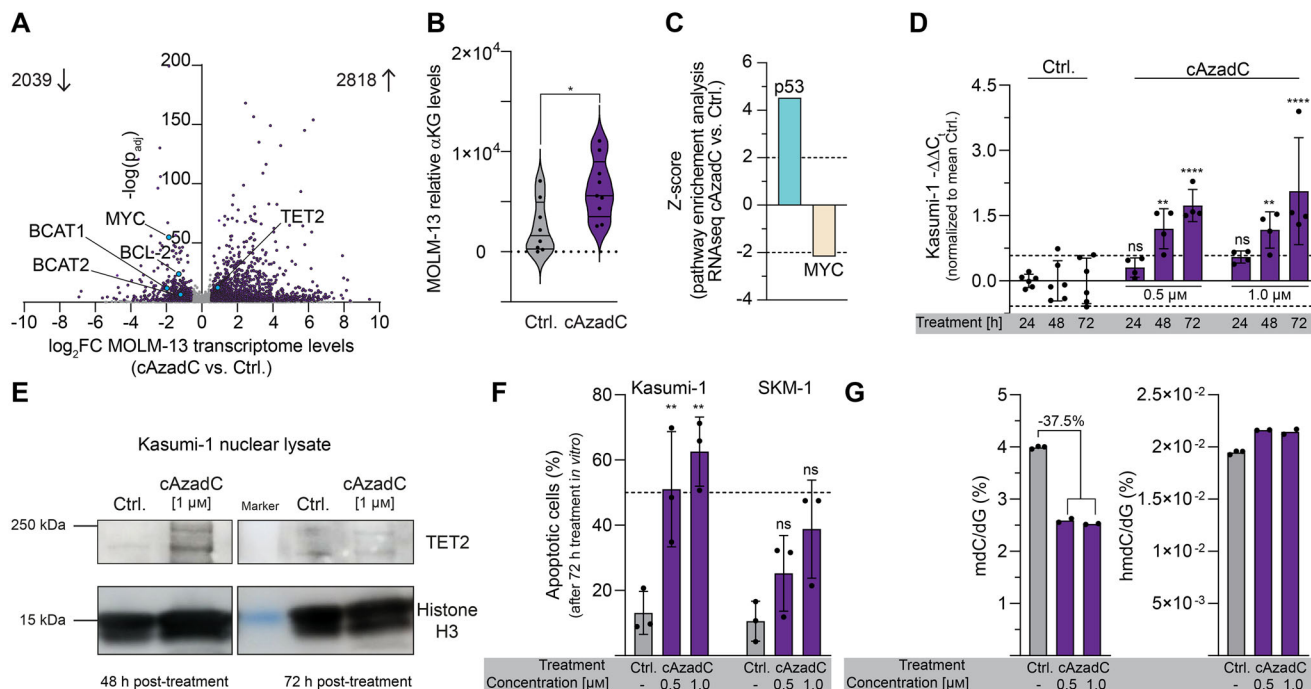 A
2039 ↓
2818 ↑
-log(p_adj)
200
150
100
50
MYC
BCAT1
BCL-2
BCAT2
TET2
-10 -8 -6 -4 -2 0 2 4 6 8 10
log₂FC MOLM-13 transcriptome levels
(cAzadC vs. Ctrl.)
B
MOLM-13 relative αKG levels
2×10⁴
1×10⁴
0
*
Ctrl. cAzadC
C
Z-score
(pathway enrichement analysis
RNAseq cAzadC vs. Ctrl.)
6
4
2
0
-2
-4
p53
MYC
D
Kasumi-1 -ΔΔCₜ
(normalized to mean Ctrl.)
Ctrl.
cAzadC
4.5
3.0
1.5
0.0
ns ** **** ns ** ****
0.5 µM
1.0 µM
Treatment [h] 24 48 72 24 48 72 24 48 72
E
Kasumi-1 nuclear lysate
Ctrl. cAzadC [1 µM] Marker Ctrl. cAzadC [1 µM]
250 kDa
TET2
15 kDa
Histone
H3
48 h post-treatment
72 h post-treatment
F
Apoptotic cells (%)
(after 72 h treatment in vitro)
Kasumi-1 SKM-1
80
60
40
20
** ** ns ns
Treatment Ctrl. cAzadC Ctrl. cAzadC
Concentration [µM] - 0.5 1.0 - 0.5 1.0
G
mdC/dG (%)
5
4
3
2
1
-37.5%
hmdC/dG (%)
2.5×10⁻²
2×10⁻²
1.5×10⁻²
1×10⁻²
5×10⁻³
Treatment Ctrl. cAzadC Ctrl. cAzadC
Concentration [µM] - 0.5 1.0 - 0.5 1.0